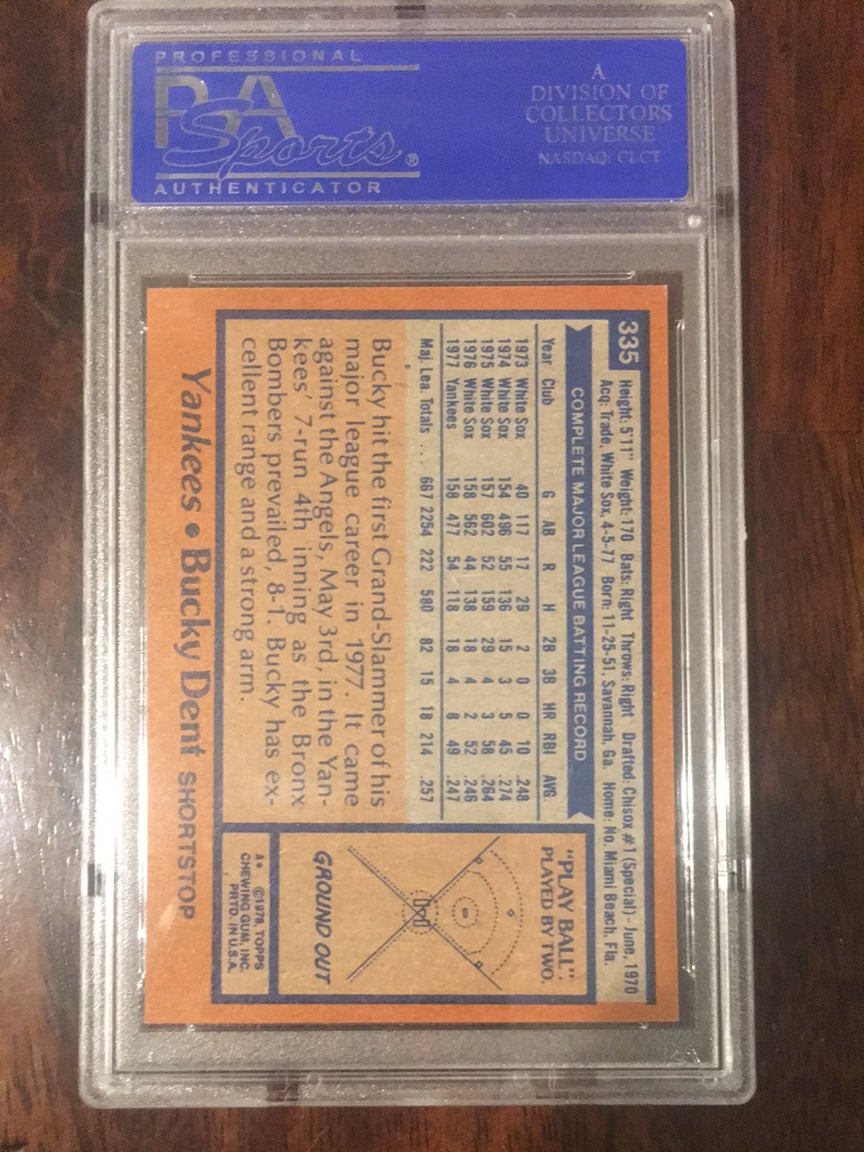 PROFESSIONAL
PSA
Sports®
AUTHENTICATOR
A
DIVISION OF
COLLECTORS
UNIVERSE
NASDAQ: CLCT
335
Height: 5'11" Weight: 170 Bats: Right Throws: Right Drafted: Chisox #1 (Special) - June, 1970
Acq: Trade, White Sox, 4-5-77 Born: 11-25-51, Savannah, Ga. Home: No. Miami Beach, Fla.
COMPLETE MAJOR LEAGUE BATTING RECORD
Year Club G AB R H 2B 3B HR RBI AVG.
1973 White Sox 40 117 17 29 2 0 0 10 .248
1974 White Sox 154 496 55 136 15 3 5 45 .274
1975 White Sox 157 602 52 159 29 4 3 58 .264
1976 White Sox 158 562 44 138 18 4 2 52 .246
1977 Yankees 158 477 54 118 18 4 8 49 .247
Maj. Lea. Totals ... 667 2254 222 580 82 15 18 214 .257
Bucky hit the first Grand-Slammer of his
major league career in 1977. It came
against the Angels, May 3rd, in the Yan-
kees' 7-run 4th inning as the Bronx
Bombers prevailed, 8-1. Bucky has ex-
cellent range and a strong arm.
"PLAY BALL"
PLAYED BY TWO.
GROUND OUT
A* ©1978, TOPPS
CHEWING GUM, INC.
PRTD. IN U.S.A.
Yankees • Bucky Dent SHORTSTOP